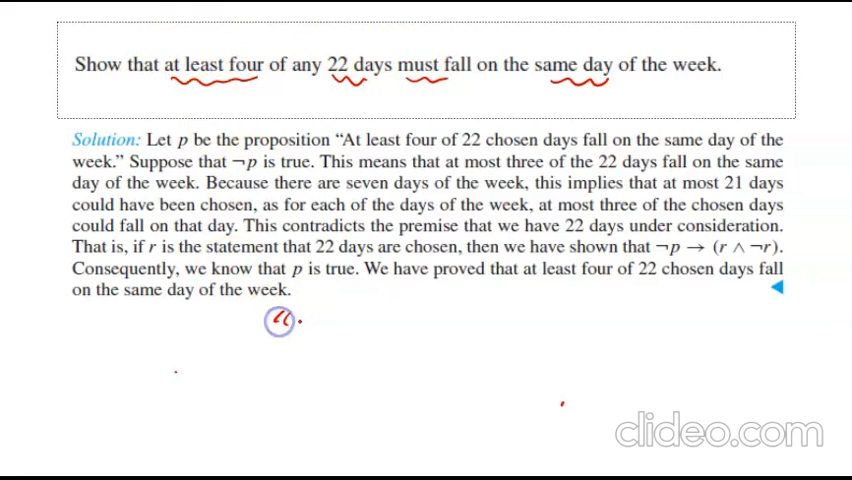 Show that at least four of any 22 days must fall on the same day of the week.
Solution: Let p be the proposition “At least four of 22 chosen days fall on the same day of the
week.” Suppose that ¬p is true. This means that at most three of the 22 days fall on the same
day of the week. Because there are seven days of the week, this implies that at most 21 days
could have been chosen, as for each of the days of the week, at most three of the chosen days
could fall on that day. This contradicts the premise that we have 22 days under consideration.
That is, if r is the statement that 22 days are chosen, then we have shown that ¬p → (r ∧ ¬r).
Consequently, we know that p is true. We have proved that at least four of 22 chosen days fall
on the same day of the week.
clideo.com